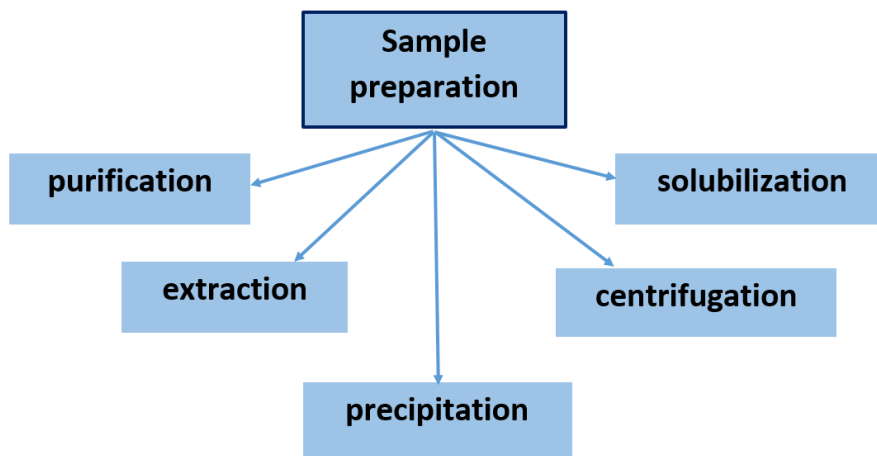 Sample
preparation
purification
solubilization
extraction
centrifugation
precipitation